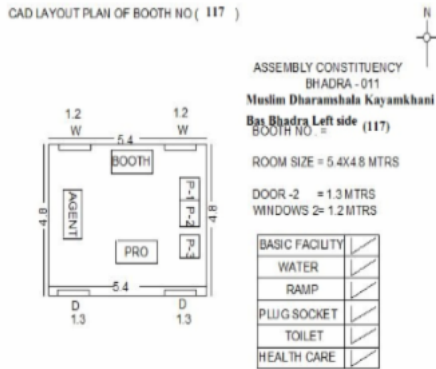 CAD LAYOUT PLAN OF BOOTH NO ( 117 )
N
ASSEMBLY CONSTITUENCY
BHADRA - 011
Muslim Dharamshala Kayamkhani
Bas Bhadra Left side (117)
BOOTH NO. =
ROOM SIZE = 5.4X4.8 MTRS
DOOR -2 = 1.3 MTRS
WINDOWS 2= 1.2 MTRS
1.2 1.2
W W
5.4
BOOTH
4.8
AGENT
P-1
P-2
P-3
4.8
PRO
5.4
D D
1.3 1.3
BASIC FACILITY
WATER
RAMP
PLUG SOCKET
TOILET
HEALTH CARE